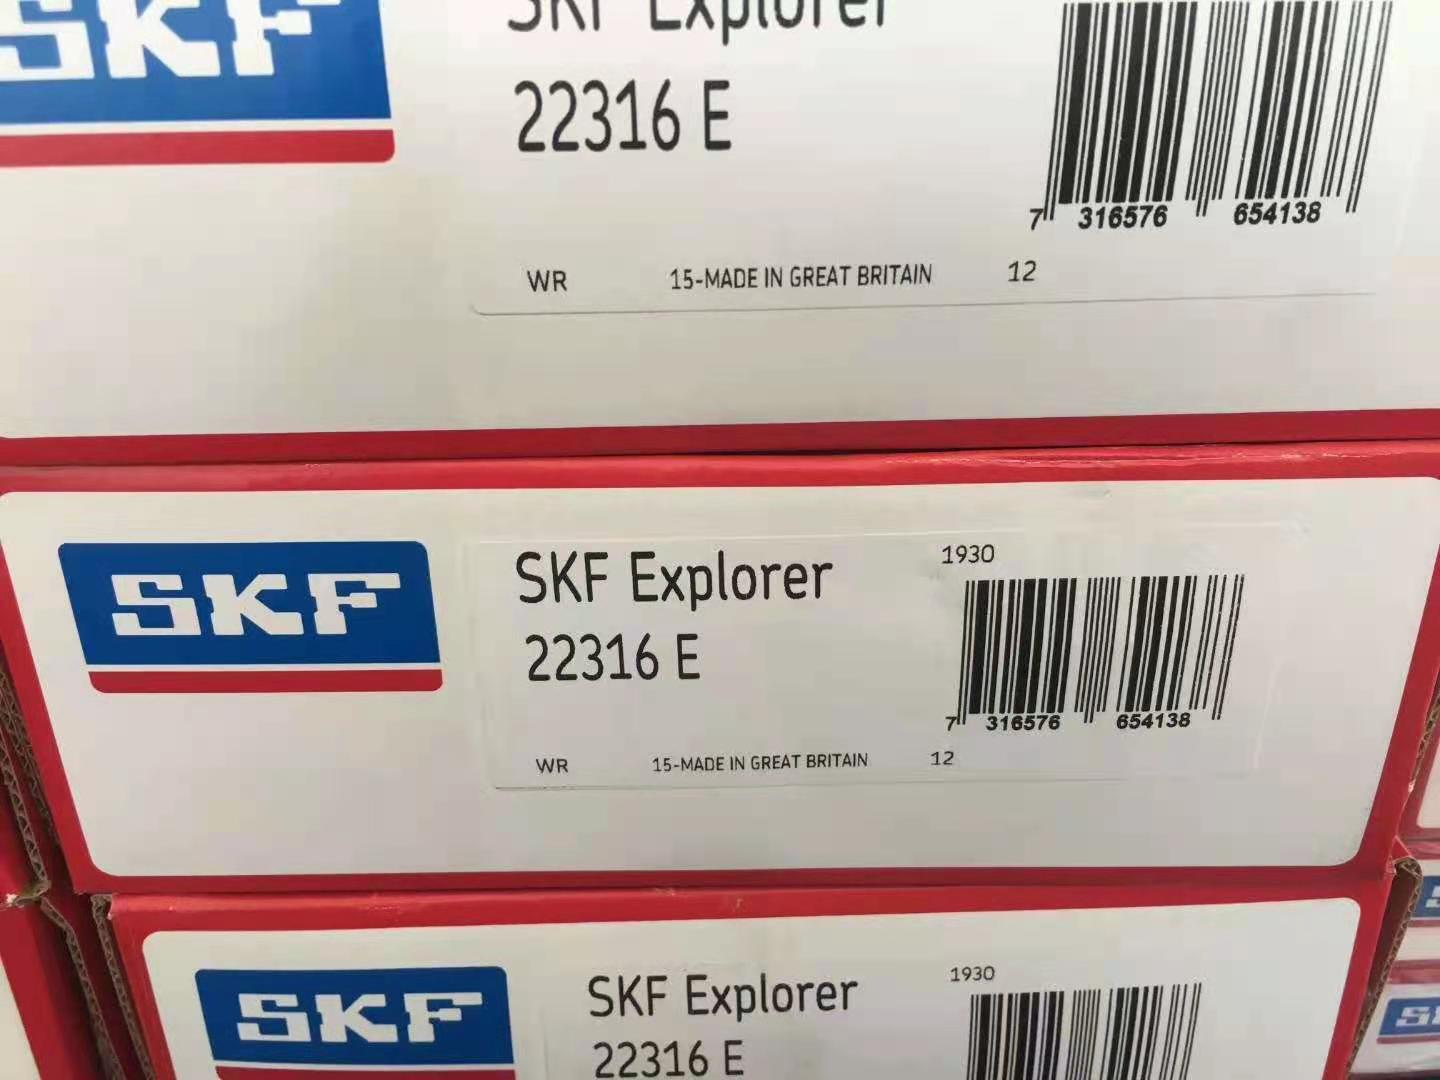 SKF
SKF Explorer
22316 E
7 316576 654138
WR 15-MADE IN GREAT BRITAIN 12
SKF
SKF Explorer
1930
22316 E
7 316576 654138
WR 15-MADE IN GREAT BRITAIN 12
SKF
SKF Explorer
1930
22316 E